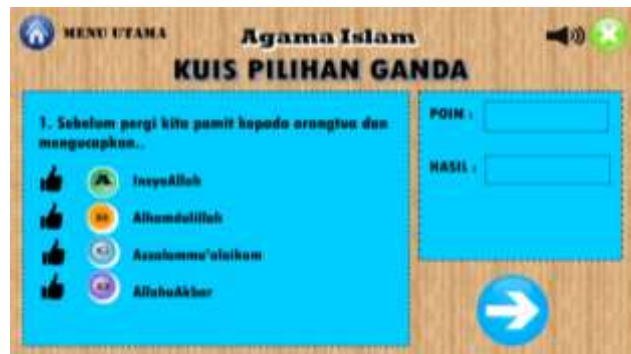 MENU UTAMA
Agama Islam
KUIS PILIHAN GANDA
1. Sebelum pergi kita pamit kepada orangtua dan
mengucapkan..
A InsyaAllah
Alhamdulillah
C Assalammu'alaikam
AllahuAkbar
POIN :
HASIL :